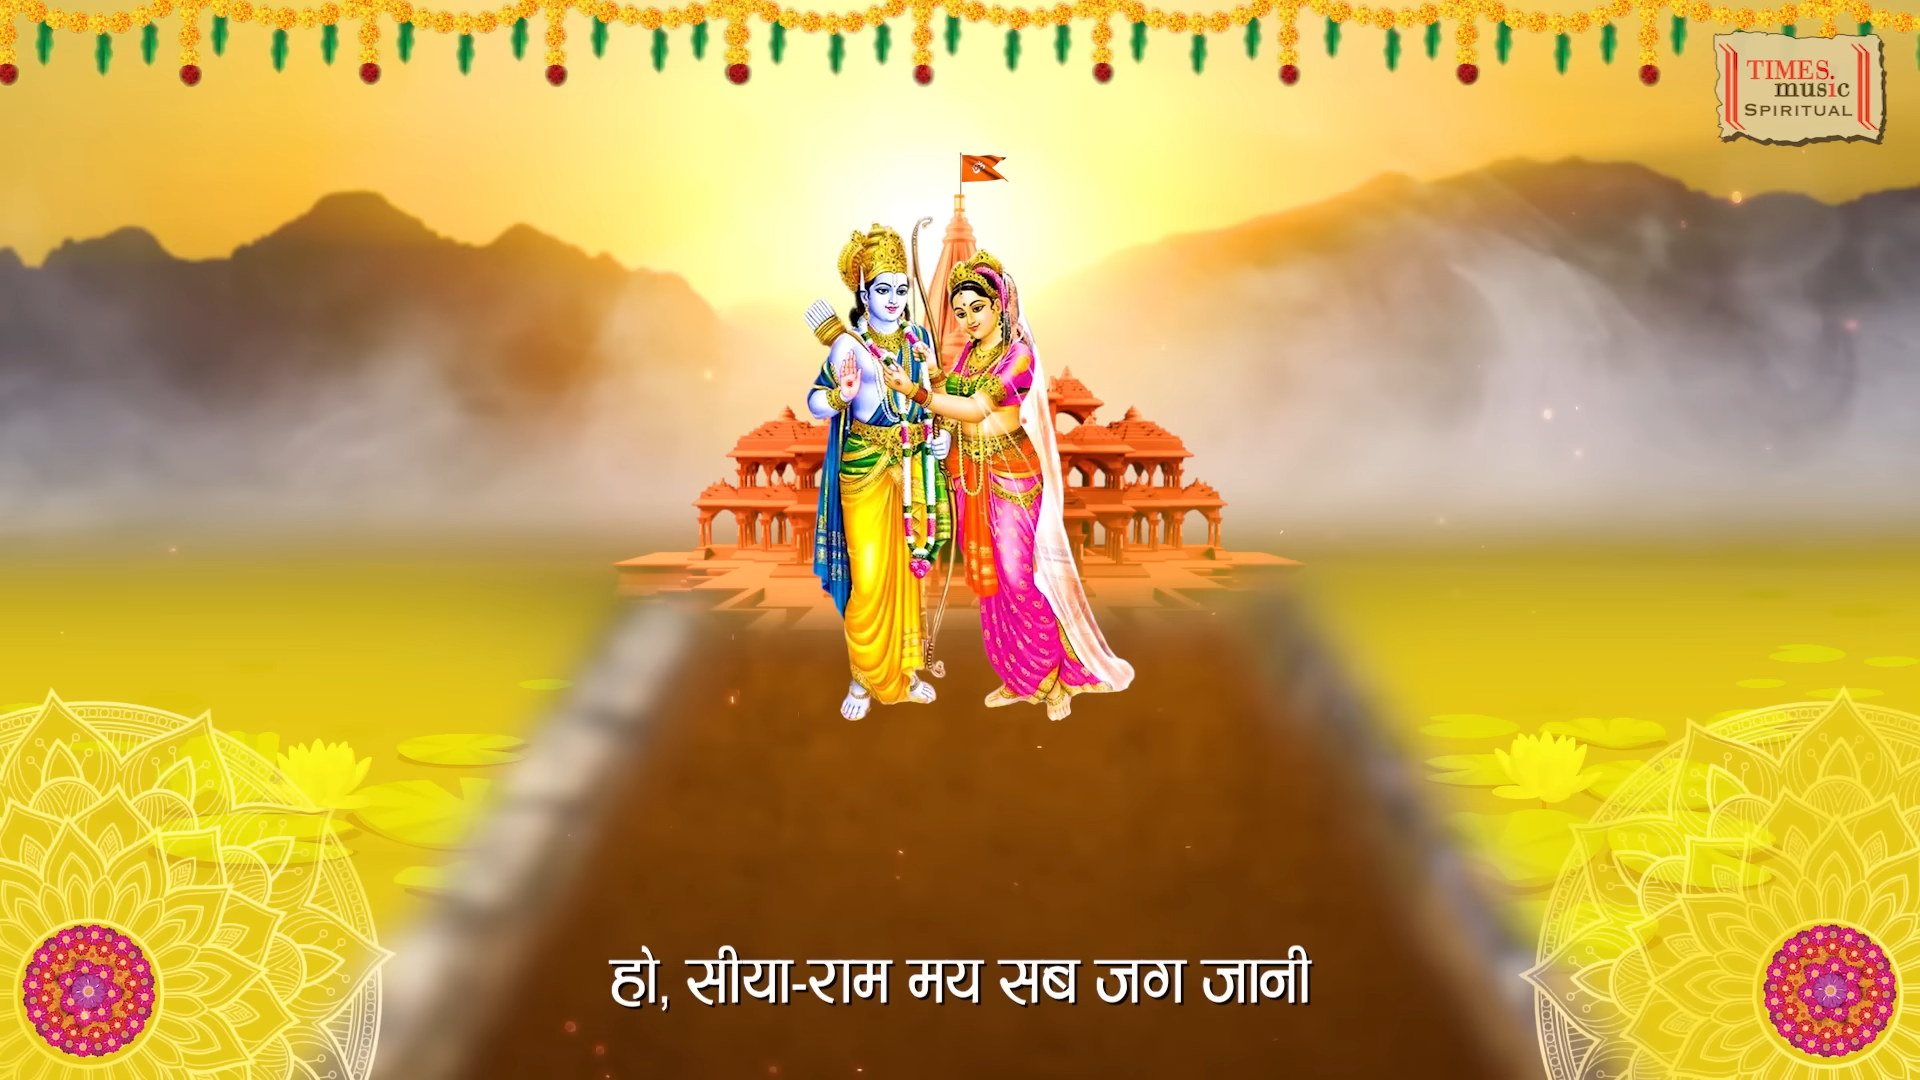 TIMES.
music
SPIRITUAL
ॐ
हो, सीया-राम मय सब जग जानी